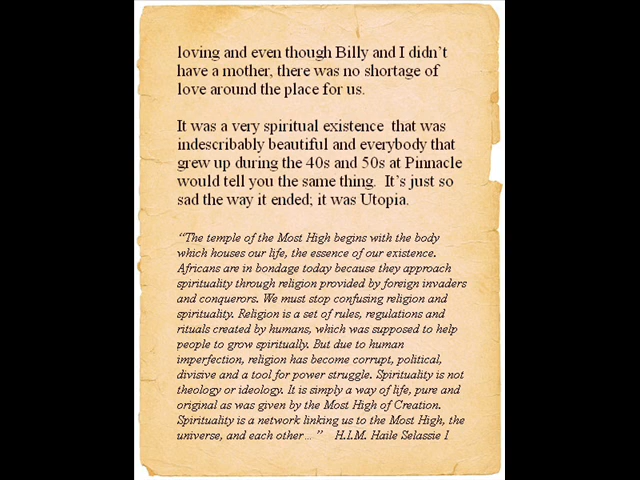 loving and even though Billy and I didn't
have a mother, there was no shortage of
love around the place for us.
It was a very spiritual existence that was
indescribably beautiful and everybody that
grew up during the 40s and 50s at Pinnacle
would tell you the same thing. It's just so
sad the way it ended; it was Utopia.
"The temple of the Most High begins with the body
which houses our life, the essence of our existence.
Africans are in bondage today because they approach
spirituality through religion provided by foreign invaders
and conquerors. We must stop confusing religion and
spirituality. Religion is a set of rules, regulations and
rituals created by humans, which was supposed to help
people to grow spiritually. But due to human
imperfection, religion has become corrupt, political,
divisive and a tool for power struggle. Spirituality is not
theology or ideology. It is simply a way of life, pure and
original as was given by the Most High of Creation.
Spirituality is a network linking us to the Most High, the
universe, and each other..." H.I.M. Haile Selassie I